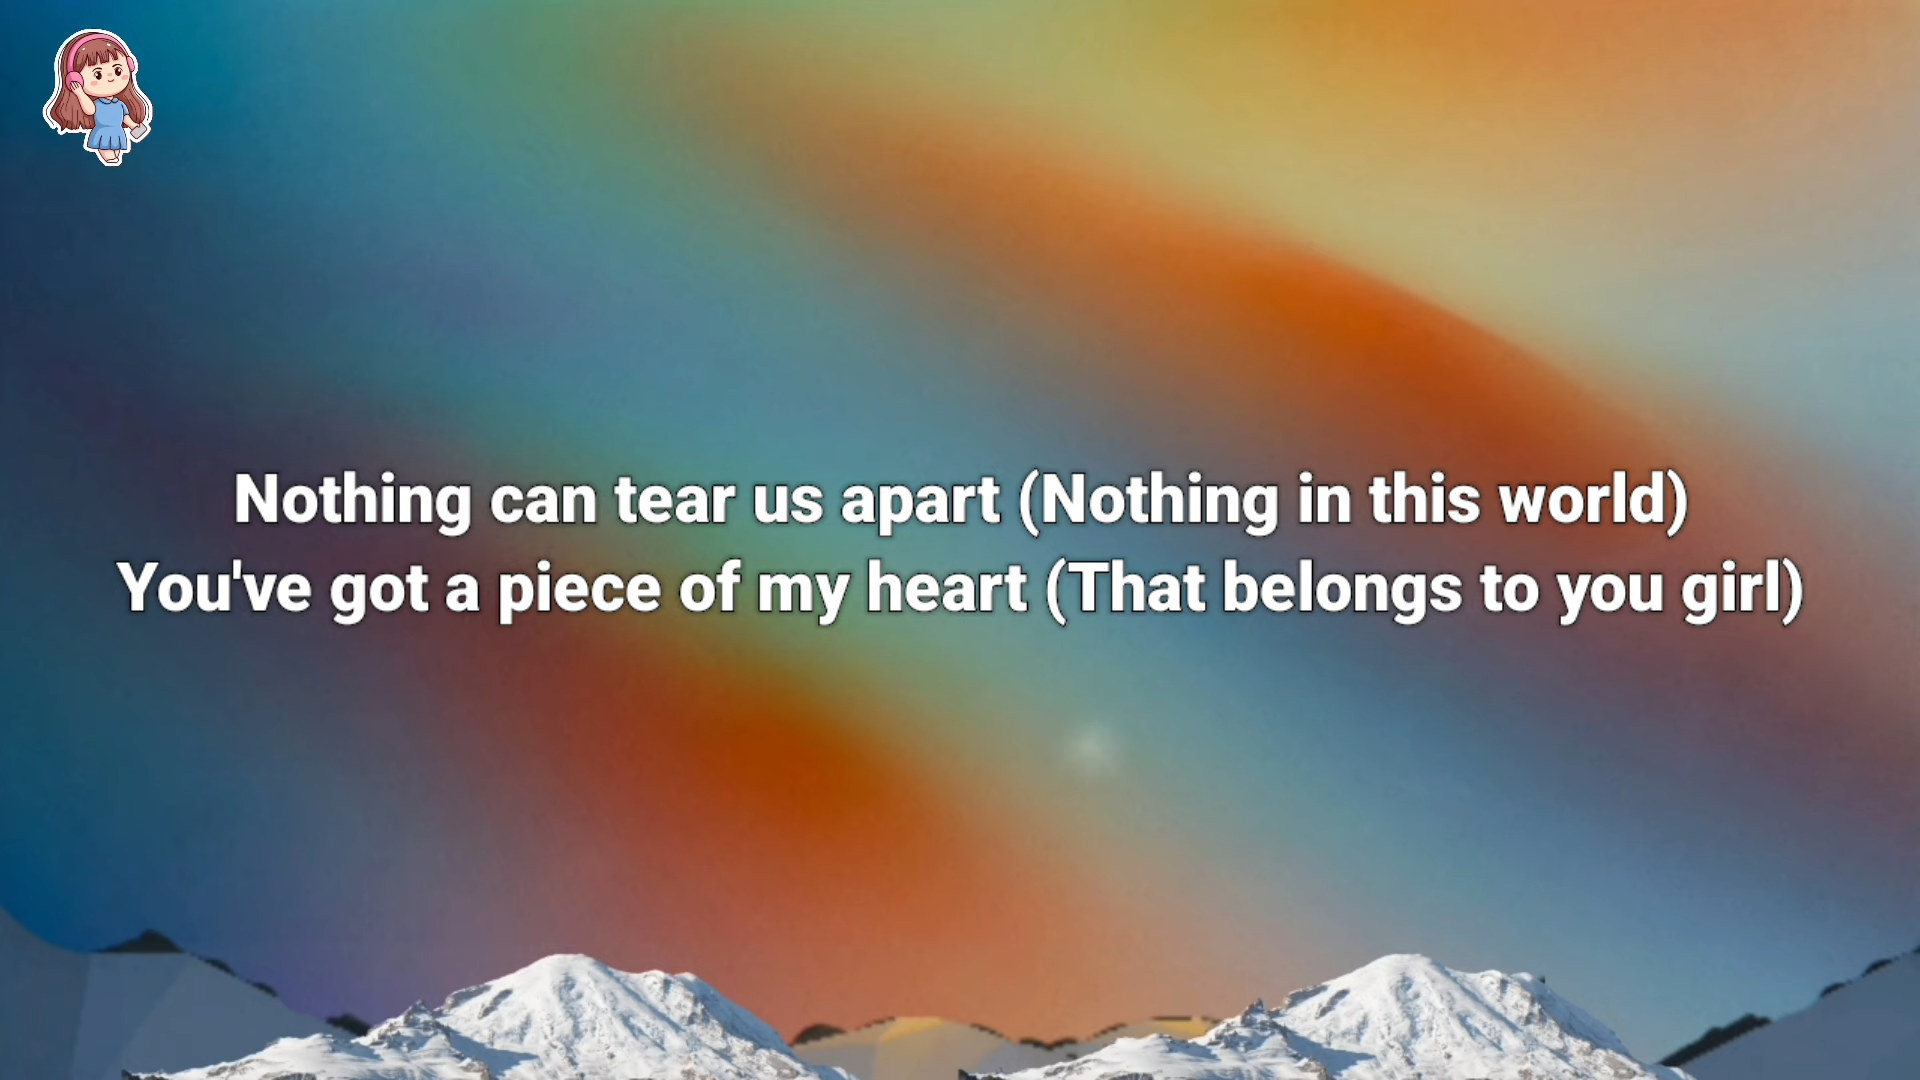 Nothing can tear us apart (Nothing in this world)
You've got a piece of my heart (That belongs to you girl)